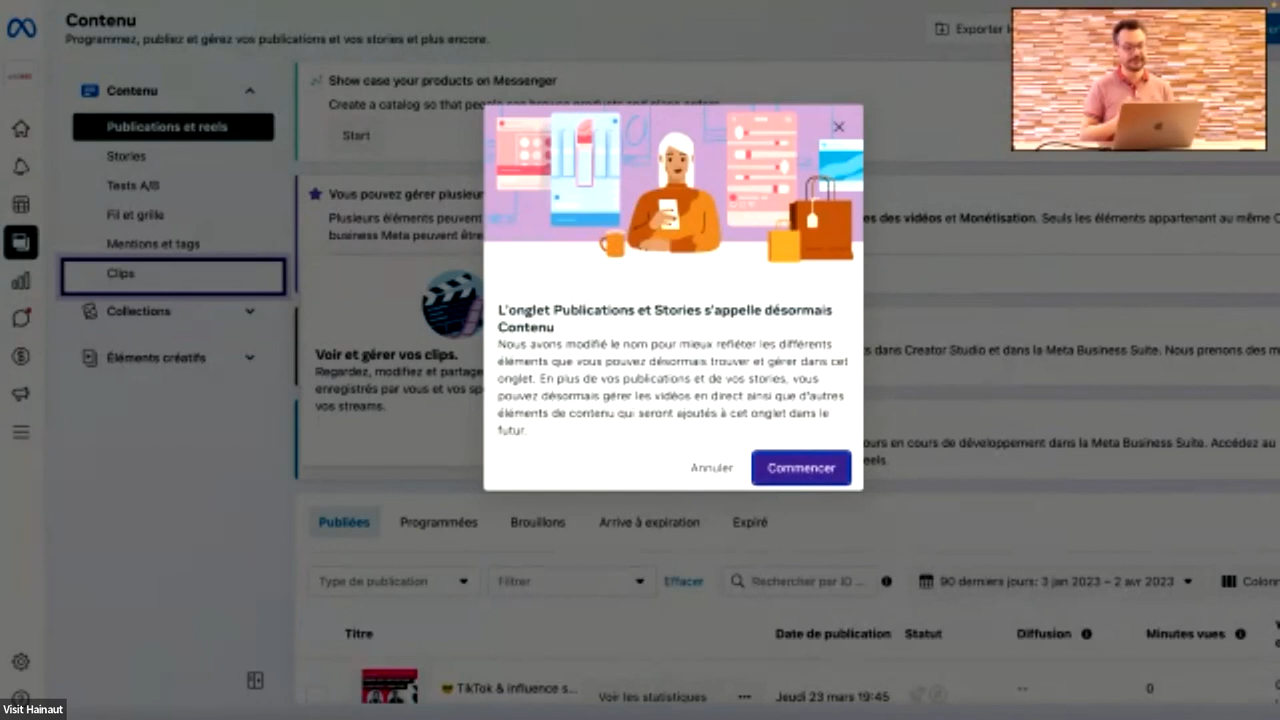 Contenu
Programmez, publiez et gérez vos publications et vos stories et plus encore.
Exporter
Contenu
Publications et reels
Stories
Tests A/B
Fil et grille
Mentions et tags
Clips
Collections
Éléments créatifs
Show case your products on Messenger
Create a catalog so that people can browse products and place orders
Start
Vous pouvez gérer plusieur
Plusieurs éléments peuvent
business Meta peuvent être
es des vidéos et Monétisation. Seuls les éléments appartenant au même C
Voir et gérer vos clips.
Regardez, modifiez et partage
enregistrés par vous et vos sp
vos streams.
s dans Creator Studio et dans la Meta Business Suite. Nous prenons des m
ours en cours de développement dans la Meta Business Suite. Accédez au
eels.
L'onglet Publications et Stories s'appelle désormais
Contenu
Nous avons modifié le nom pour mieux refléter les différents
éléments que vous pouvez désormais trouver et gérer dans cet
onglet. En plus de vos publications et de vos stories, vous
pouvez désormais gérer les vidéos en direct ainsi que d'autres
éléments de contenu qui seront ajoutés à cet onglet dans le
futur.
Annuler
Commencer
Publiées
Programmées
Brouillons
Arrive à expiration
Expiré
Type de publication
Filtrer
Effacer
Rechercher par ID ...
90 derniers jours: 3 jan 2023 – 2 avr 2023
Colonn
Titre
Date de publication
Statut
Diffusion
Minutes vues
TikTok & influence s...
Voir les statistiques
Jeudi 23 mars 19:45
--
0
Visit Hainaut